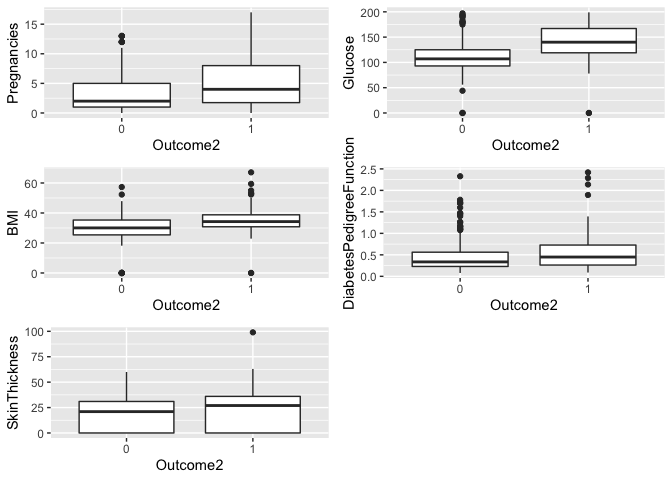 Pregnancies
15
10
5
0
0 1
Outcome2
Glucose
200
150
100
50
0
0 1
Outcome2
BMI
60
40
20
0
0 1
Outcome2
DiabetesPedigreeFunction
2.5
2.0
1.5
1.0
0.5
0.0
0 1
Outcome2
SkinThickness
100
75
50
25
0
0 1
Outcome2